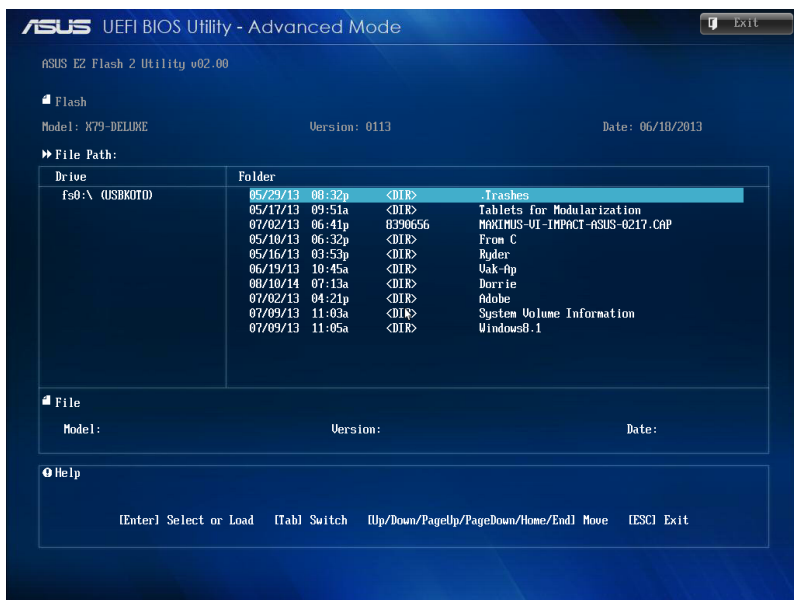 ASUS UEFI BIOS Utility - Advanced Mode
Exit
ASUS EZ Flash 2 Utility v02.00
Flash
Model: X79-DELUXE Version: 0113 Date: 06/18/2013
File Path:
Drive Folder
fs0:\ (USBKOTO) 05/29/13 08:32p <DIR> .Trashes
05/17/13 09:51a <DIR> Tablets for Modularization
07/02/13 06:41p 8390656 MAXIMUS-VI-IMPACT-ASUS-0217.CAP
05/10/13 06:32p <DIR> From C
05/16/13 03:53p <DIR> Ryder
06/19/13 10:45a <DIR> Vak-Ap
08/10/14 07:13a <DIR> Dorrie
07/02/13 04:21p <DIR> Adobe
07/09/13 11:03a <DIR> System Volume Information
07/09/13 11:05a <DIR> Windows8.1
File
Model: Version: Date:
Help
[Enter] Select or Load [Tab] Switch [Up/Down/PageUp/PageDown/Home/End] Move [ESC] Exit